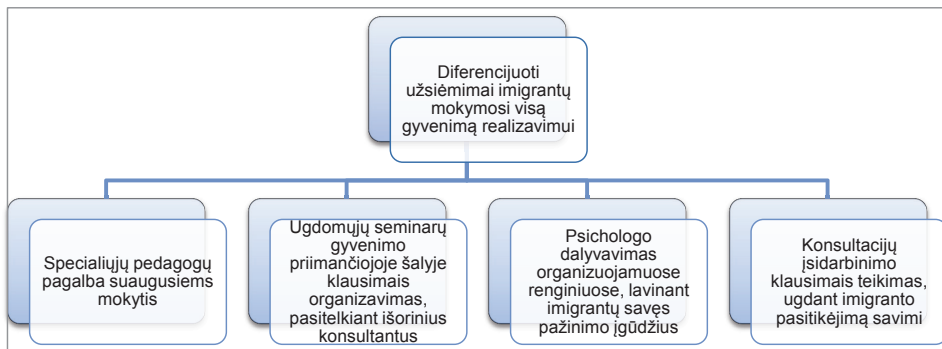 Diferencijuoti
užsiėmimai imigrantų
mokymosi visą
gyvenimą realizavimui
Specialiųjų pedagogų
pagalba suaugusiems
mokytis
Ugdomųjų seminarų
gyvenimo
priimančiojoje šalyje
klausimais
organizavimas,
pasitelkiant išorinius
konsultantus
Psichologo
dalyvavimas
organizuojamuose
renginiuose, lavinant
imigrantų savęs
pažinimo įgūdžius
Konsultacijų
įsidarbinimo
klausimais teikimas,
ugdant imigranto
pasitikėjimą savimi